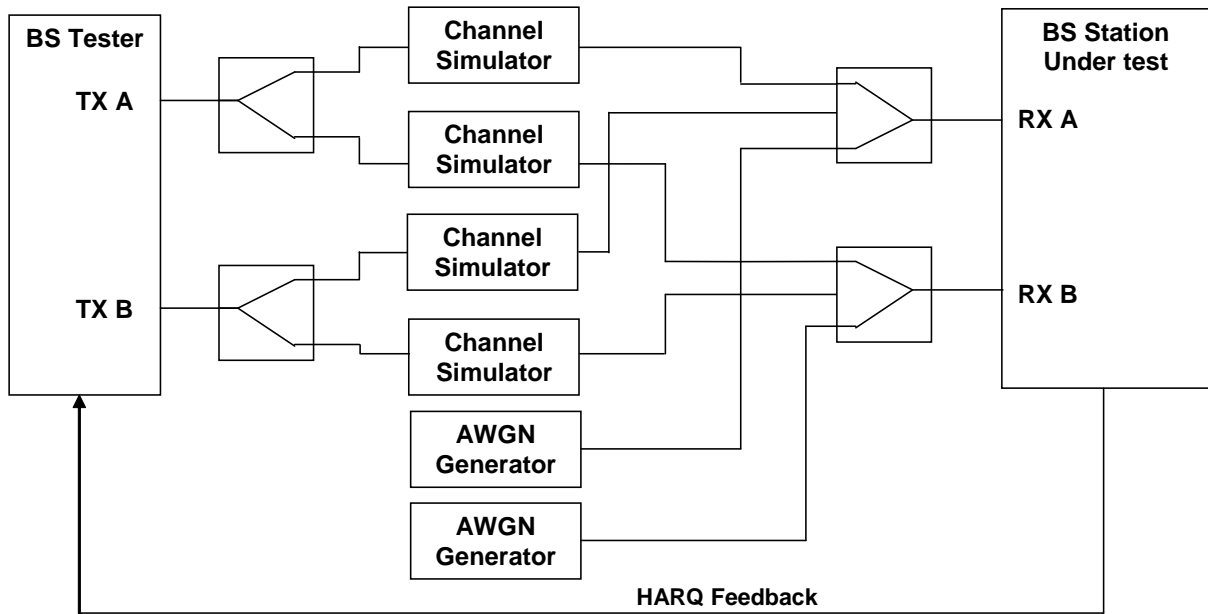 BS Tester
TX A
TX B
Channel
Simulator
Channel
Simulator
Channel
Simulator
Channel
Simulator
AWGN
Generator
AWGN
Generator
BS Station
Under test
RX A
RX B
HARQ Feedback